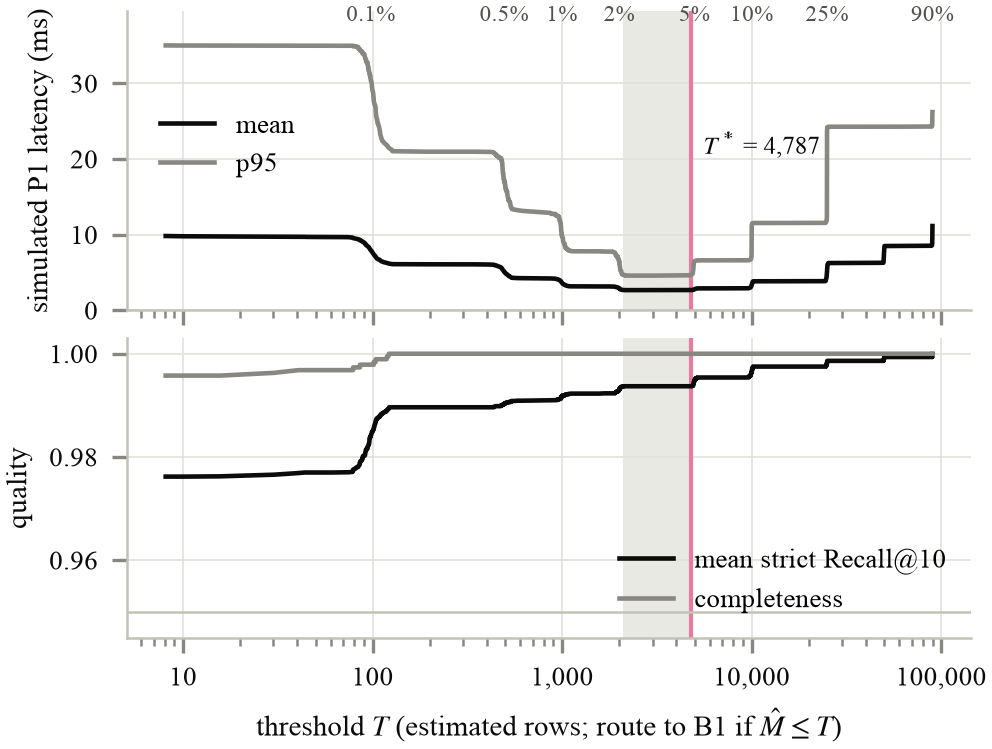 0.1% 0.5% 1% 2% 5% 10% 25% 90%
simulated P1 latency (ms)
30
20
10
0
mean
p95
T* = 4,787
quality
1.00
0.98
0.96
mean strict Recall@10
completeness
10 100 1,000 10,000 100,000
threshold T (estimated rows; route to B1 if M̂ ≤ T)